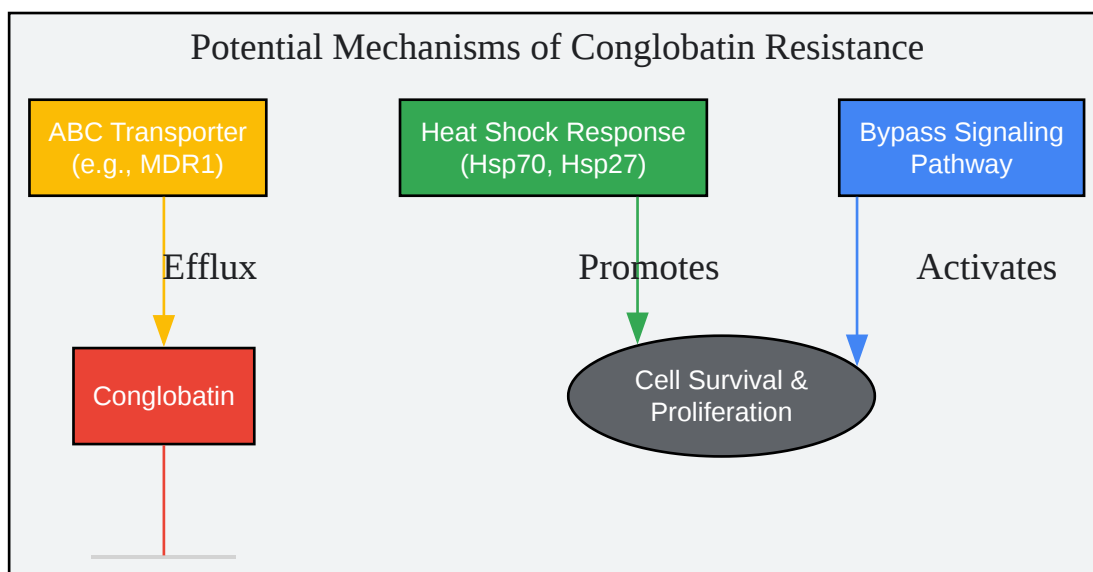 Potential Mechanisms of Conglobatin Resistance
ABC Transporter
(e.g., MDR1)
Heat Shock Response
(Hsp70, Hsp27)
Bypass Signaling
Pathway
Efflux
Promotes
Activates
Conglobatin
Cell Survival &
Proliferation